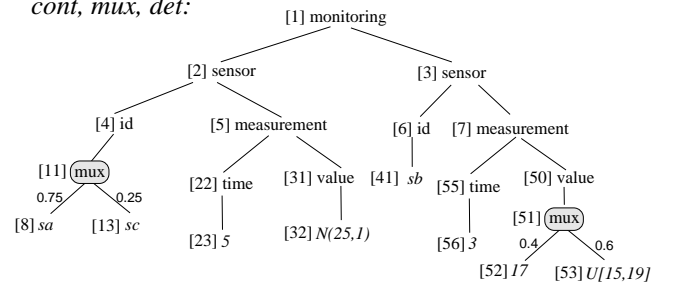 cont, mux, det:
[1] monitoring
[2] sensor
[3] sensor
[4] id
[5] measurement
[6] id
[7] measurement
[11] mux
[22] time
[31] value
[41] sb
[55] time
[50] value
0.75
0.25
[51] mux
[8] sa
[13] sc
[23] 5
[32] N(25,1)
[56] 3
0.4
0.6
[52] 17
[53] U[15,19]